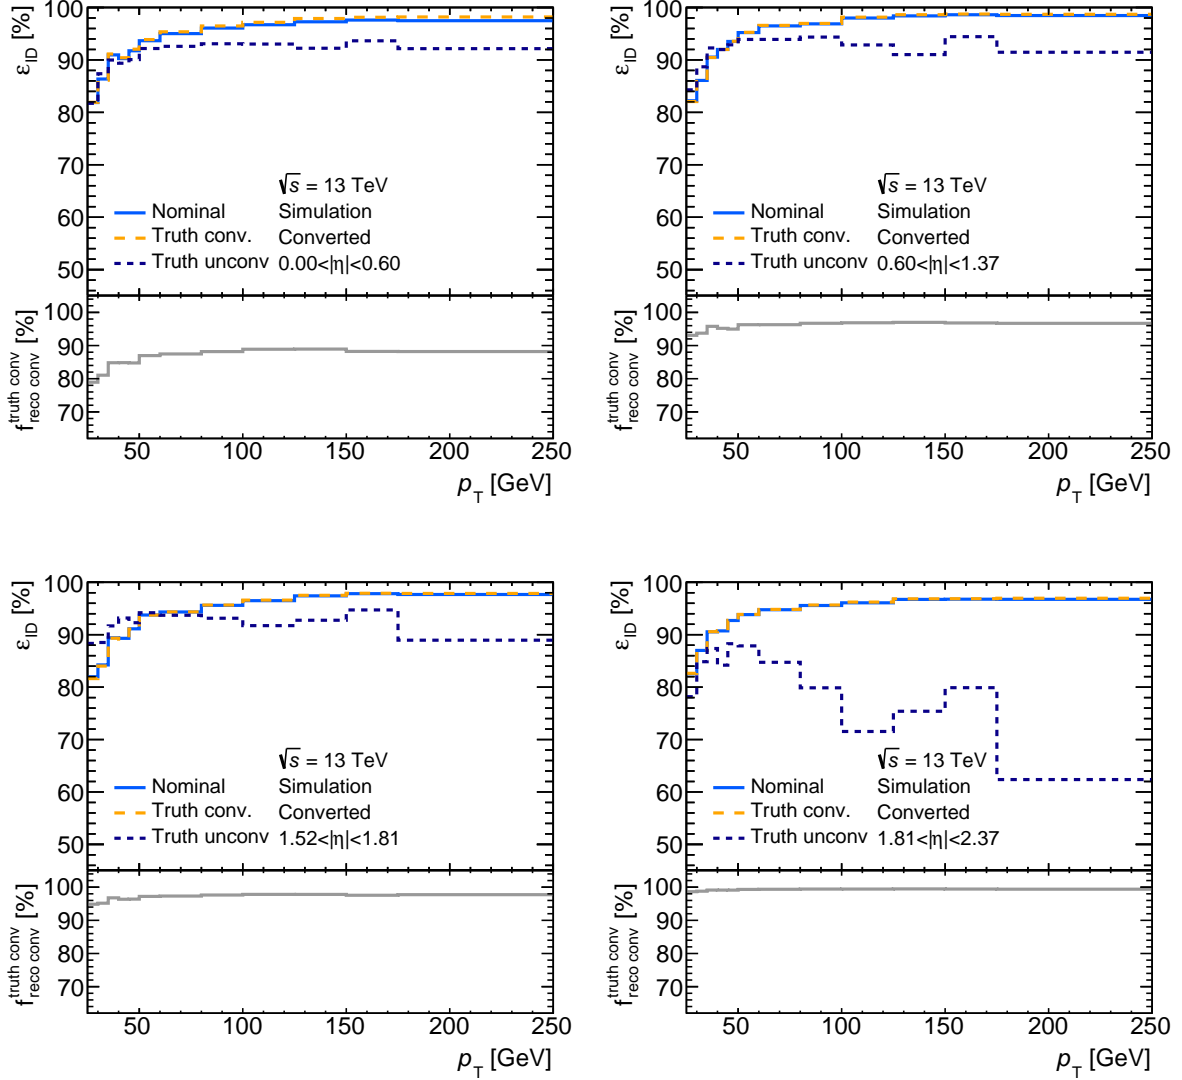 100
90
80
70
60
50
ε_ID [%]
√s = 13 TeV
Nominal Simulation
Truth conv. Converted
Truth unconv 0.00<|η|<0.60
100
90
80
70
f^truth conv_reco conv [%]
50 100 150 200 250
p_T [GeV]
100
90
80
70
60
50
ε_ID [%]
√s = 13 TeV
Nominal Simulation
Truth conv. Converted
Truth unconv 0.60<|η|<1.37
100
90
80
70
f^truth conv_reco conv [%]
50 100 150 200 250
p_T [GeV]
100
90
80
70
60
50
ε_ID [%]
√s = 13 TeV
Nominal Simulation
Truth conv. Converted
Truth unconv 1.52<|η|<1.81
100
90
80
70
f^truth conv_reco conv [%]
50 100 150 200 250
p_T [GeV]
100
90
80
70
60
50
ε_ID [%]
√s = 13 TeV
Nominal Simulation
Truth conv. Converted
Truth unconv 1.81<|η|<2.37
100
90
80
70
f^truth conv_reco conv [%]
50 100 150 200 250
p_T [GeV]